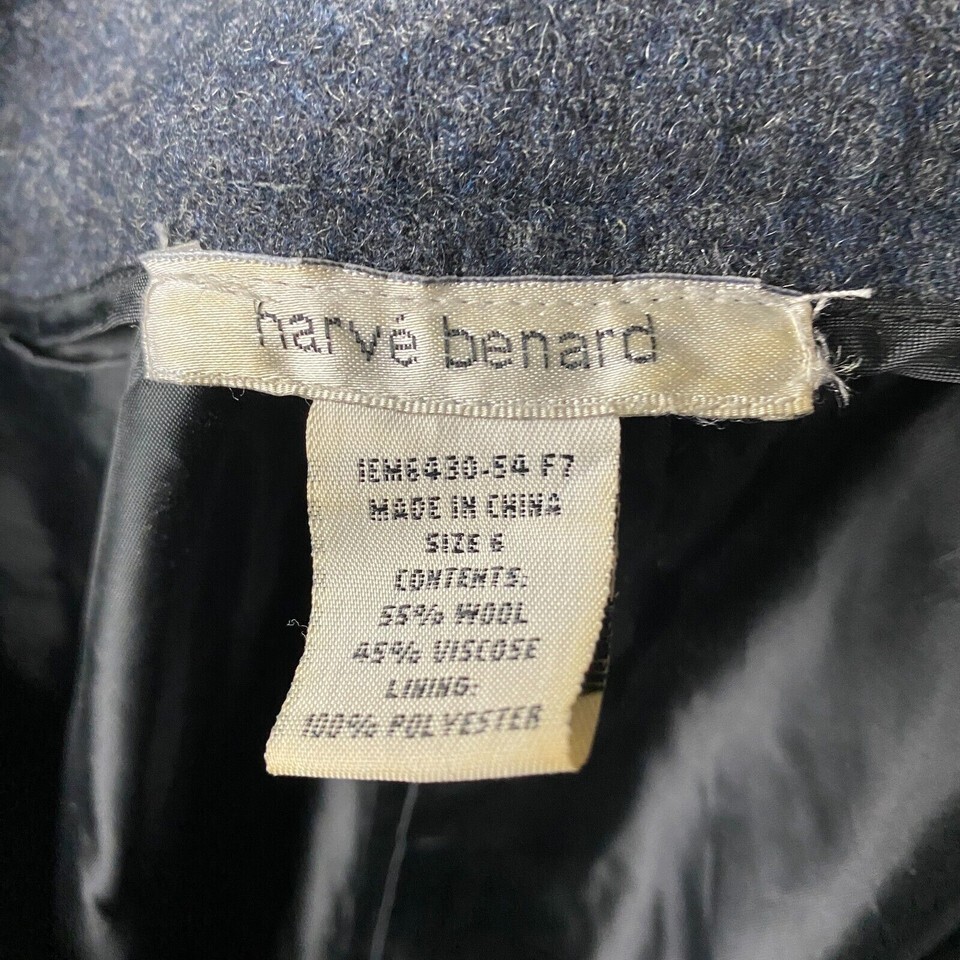 harvé benard
IEM6430-54 F7
MADE IN CHINA
SIZE 6
CONTENTS:
55% WOOL
45% VISCOSE
LINING:
100% POLYESTER